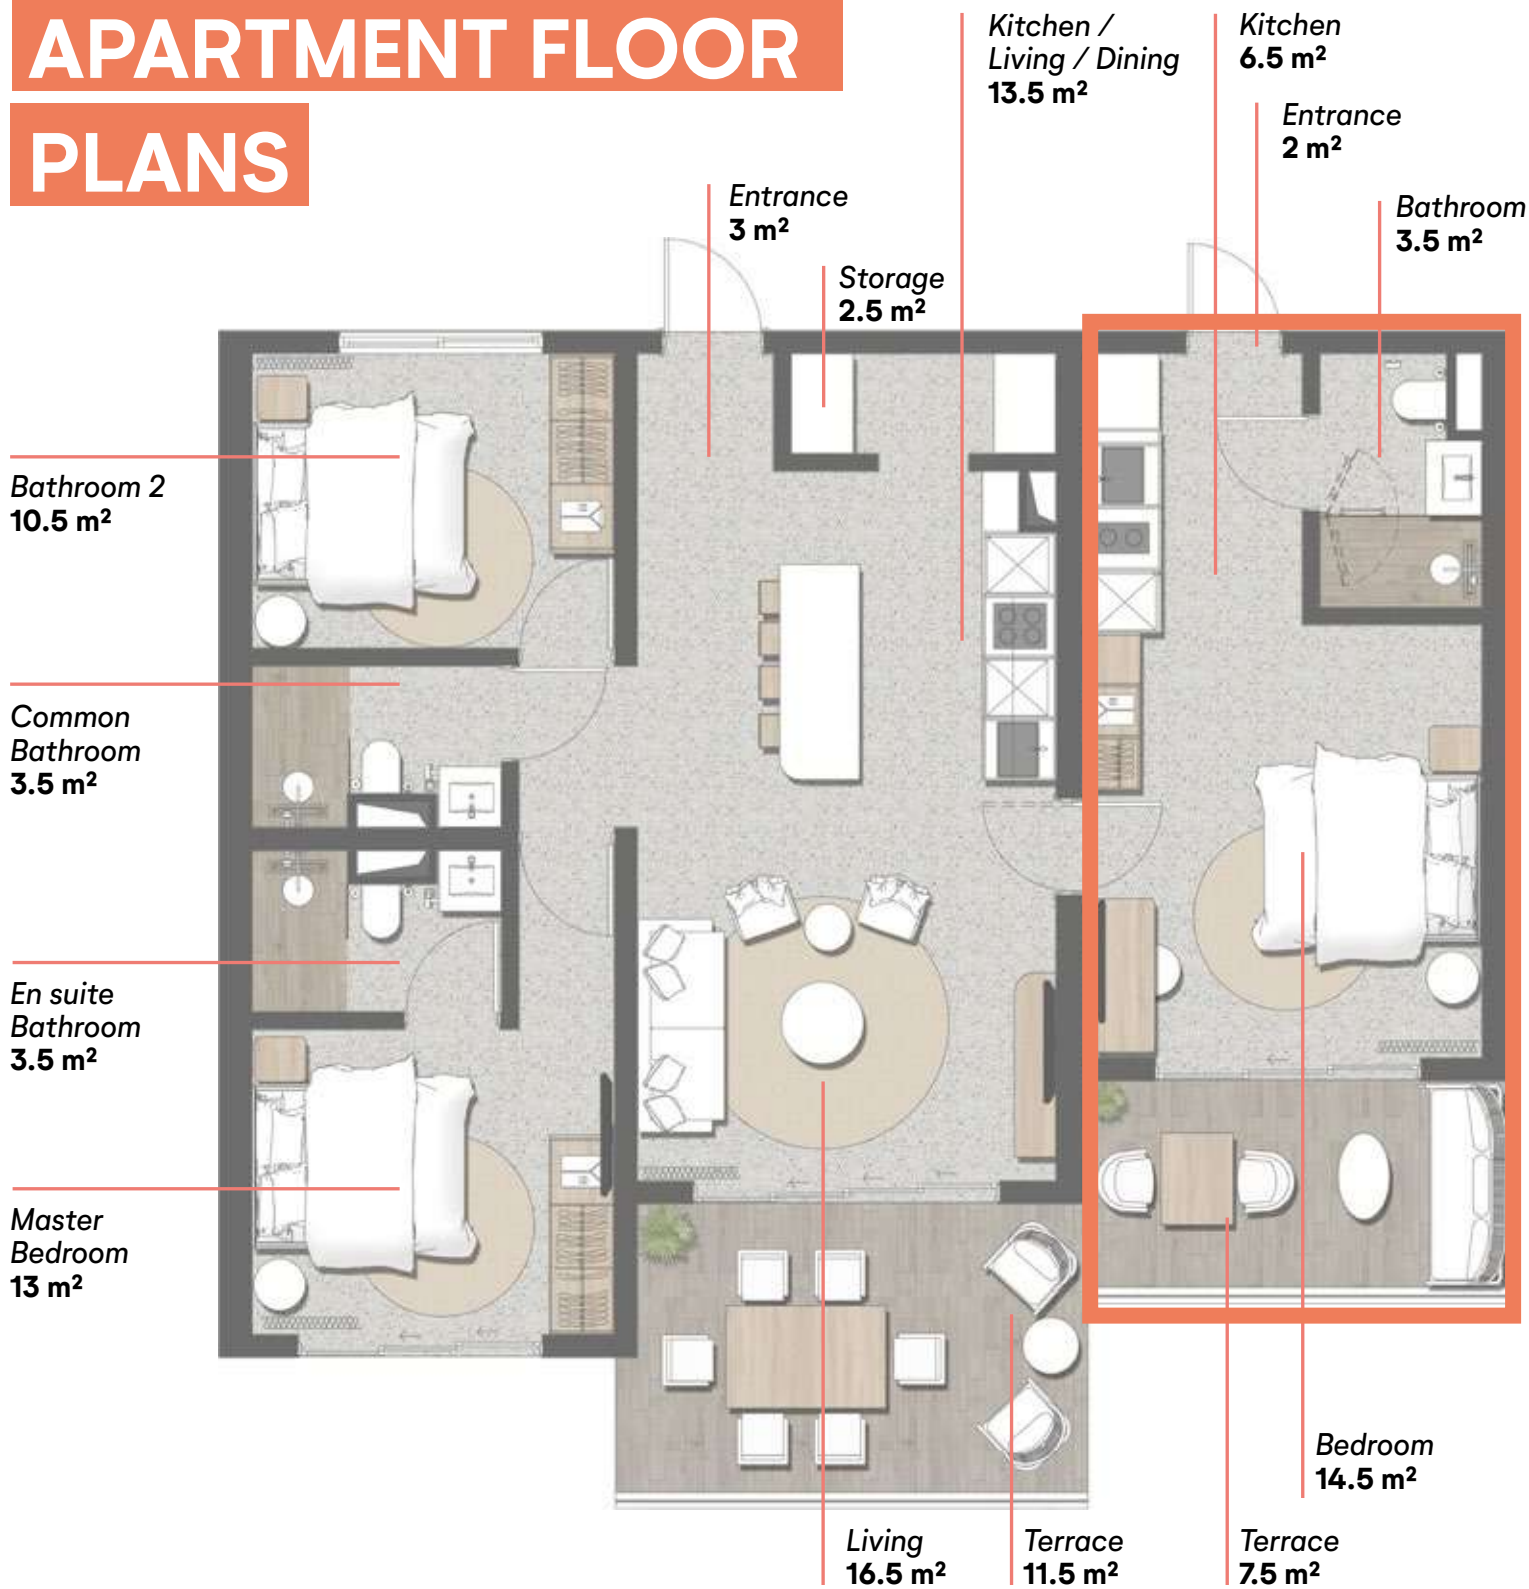 APARTMENT FLOOR
PLANS
Kitchen /
Living / Dining
13.5 m²
Kitchen
6.5 m²
Entrance
2 m²
Bathroom
3.5 m²
Entrance
3 m²
Storage
2.5 m²
Bathroom 2
10.5 m²
Common
Bathroom
3.5 m²
En suite
Bathroom
3.5 m²
Master
Bedroom
13 m²
Bedroom
14.5 m²
Living
16.5 m²
Terrace
11.5 m²
Terrace
7.5 m²